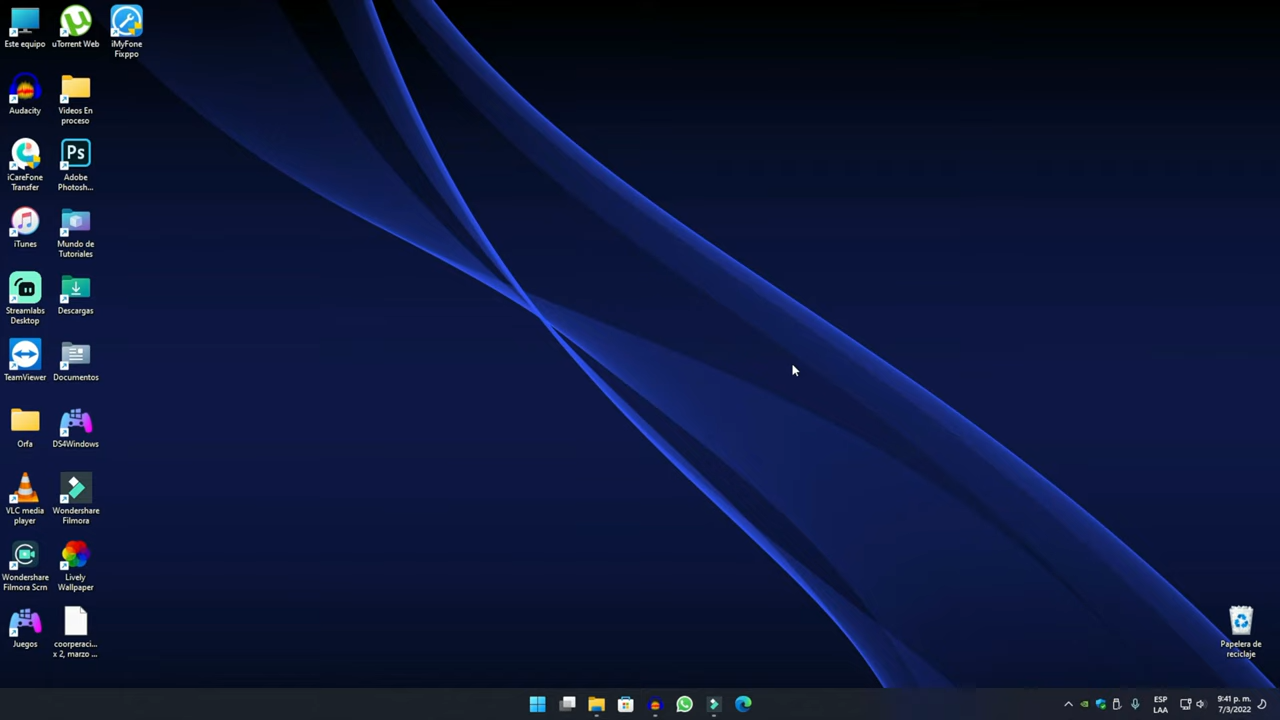 Este equipo
uTorrent Web
iMyFone
Fixppo
Audacity
Videos En
proceso
iCareFone
Transfer
Ps
Adobe
Photosh...
iTunes
Mundo de
Tutoriales
Streamlabs
Desktop
Descargas
TeamViewer
Documentos
Orfa
DS4Windows
VLC media
player
Wondershare
Filmora
Wondershare
Filmora Scrn
Lively
Wallpaper
Juegos
coorperaci...
x 2, marzo ...
Papelera de
reciclaje
ESP
LAA
9:41 p. m.
7/3/2022